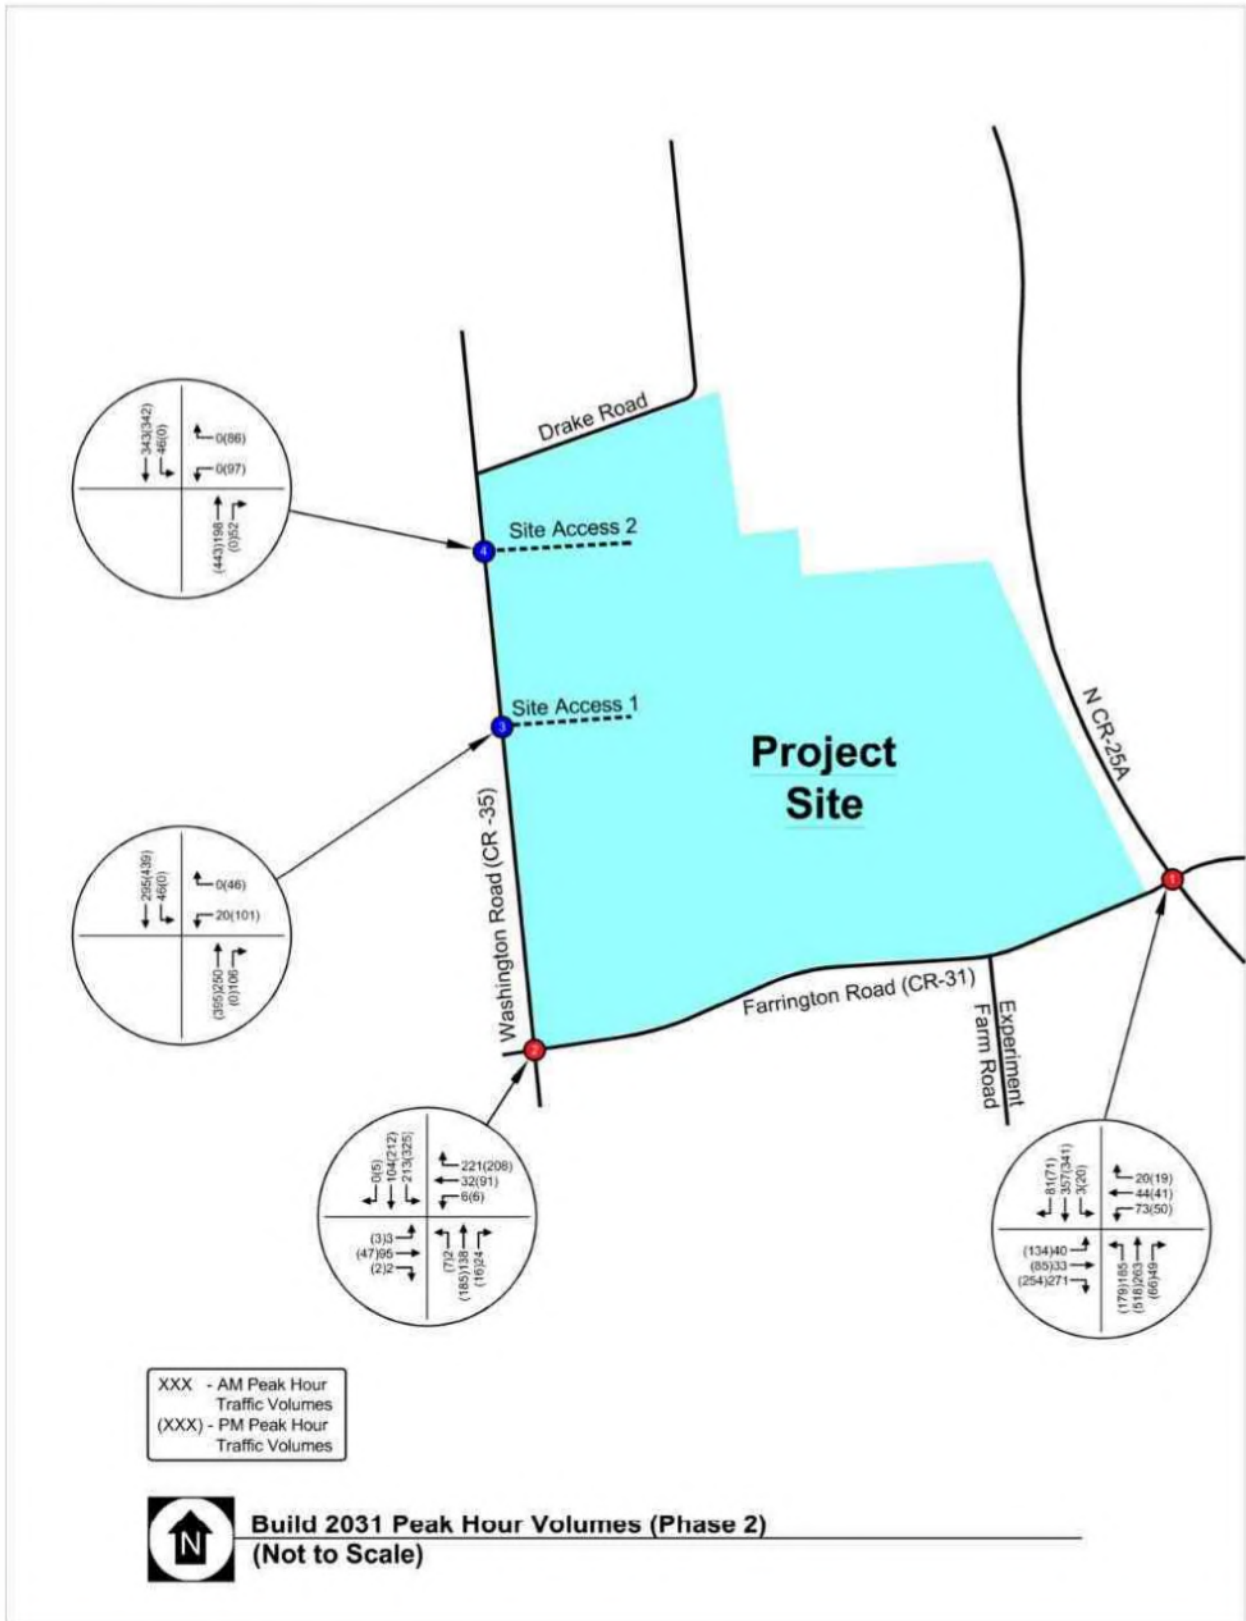 Drake Road
343(342)
46(0)
0(86)
0(97)
(443)198
(0)52
4
Site Access 2
3
Site Access 1
N CR-25A
Project
Site
295(439)
46(0)
0(46)
20(101)
(395)250
(0)106
Washington Road (CR -35)
1
Farrington Road (CR-31)
Experiment
Farm Road
2
0(5)
104(212)
213(325)
221(208)
32(91)
6(6)
(3)3
(47)95
(2)2
(7)2
(185)138
(16)24
81(71)
357(341)
3(20)
20(19)
44(41)
73(50)
(134)40
(85)33
(254)271
(179)185
(518)263
(66)49
XXX - AM Peak Hour
Traffic Volumes
(XXX) - PM Peak Hour
Traffic Volumes
N
Build 2031 Peak Hour Volumes (Phase 2)
(Not to Scale)